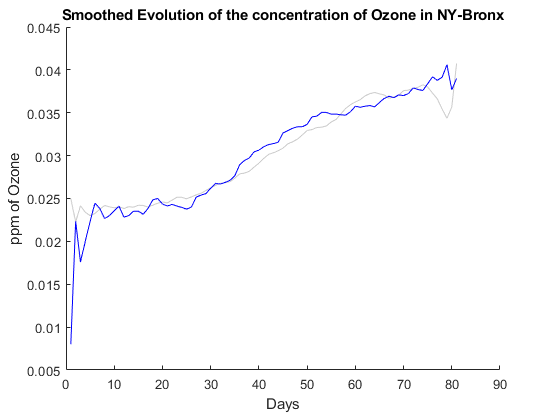 Smoothed Evolution of the concentration of Ozone in NY-Bronx
0.045
0.04
0.035
0.03
0.025
0.02
0.015
0.01
0.005
ppm of Ozone
0 10 20 30 40 50 60 70 80 90
Days